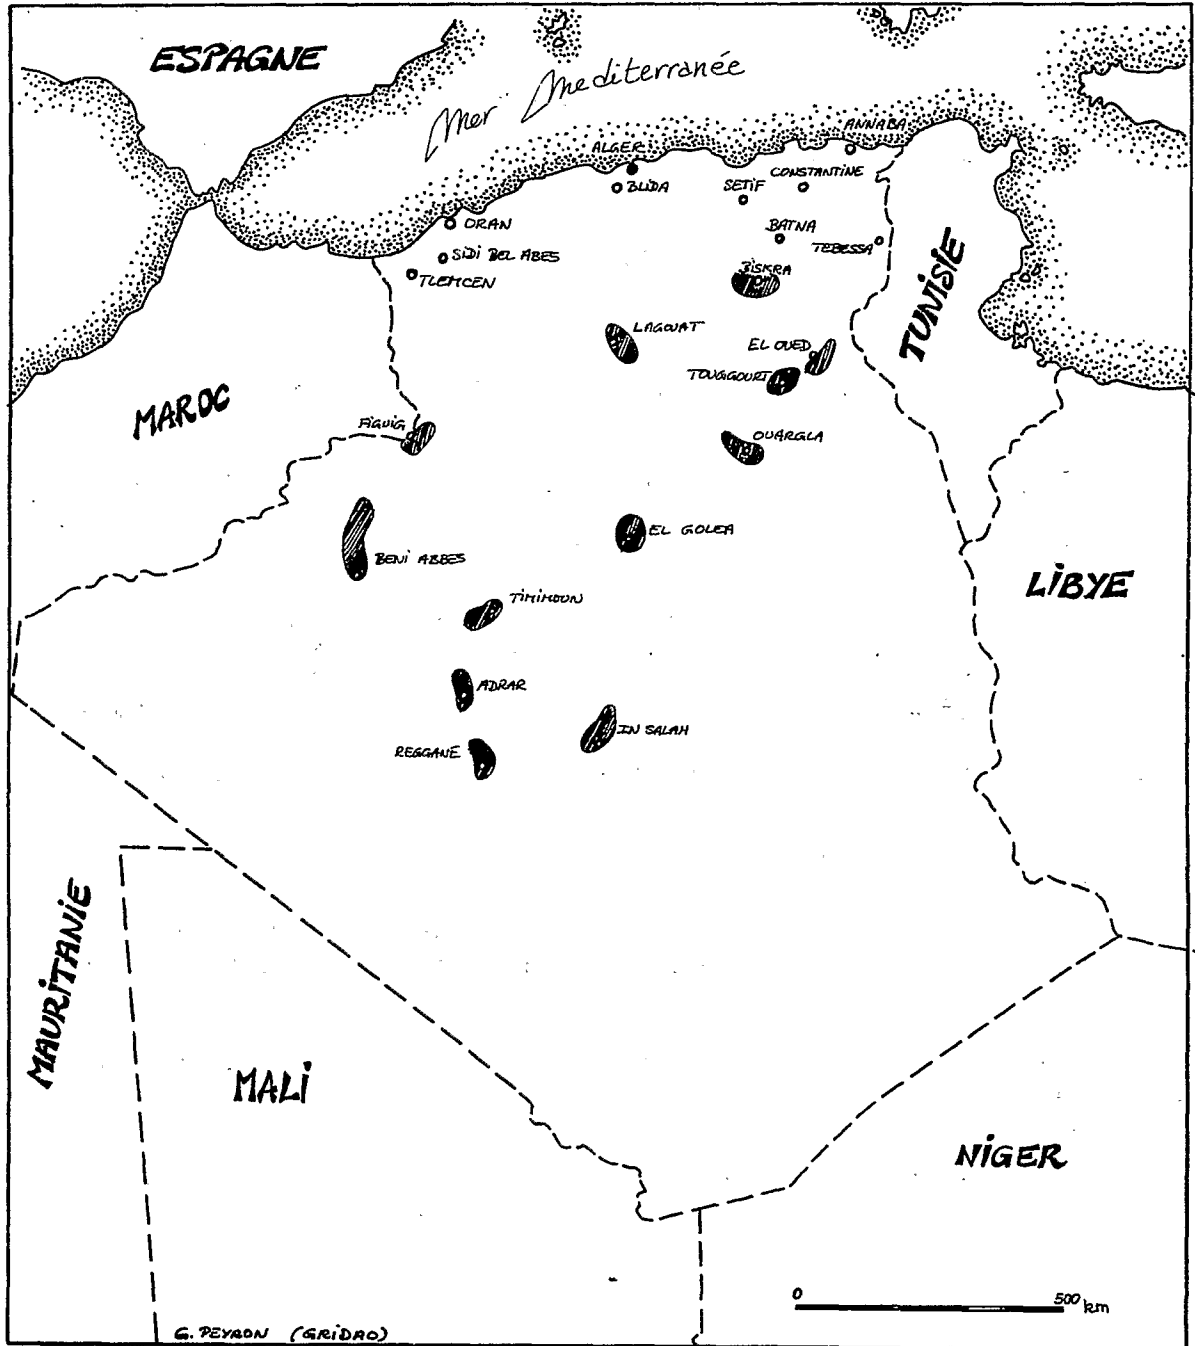 ESPAGNE
Mer Mediterranée
ANNABA
ALGER
BLIDA
SETIF
CONSTANTINE
ORAN
BATNA
TEBESSA
SIDI BEL ABES
TLEMCEN
BISKRA
TUNISIE
LAGOUAT
EL OUED
TOUGGOURT
MAROC
FIGUIG
OUARGLA
EL GOLEA
BENI ABBES
LIBYE
TIMIMOUN
ADRAR
IN SALAH
REGGANE
MAURITANIE
MALI
NIGER
0 500 km
G. PEYRON (GRIDAO)